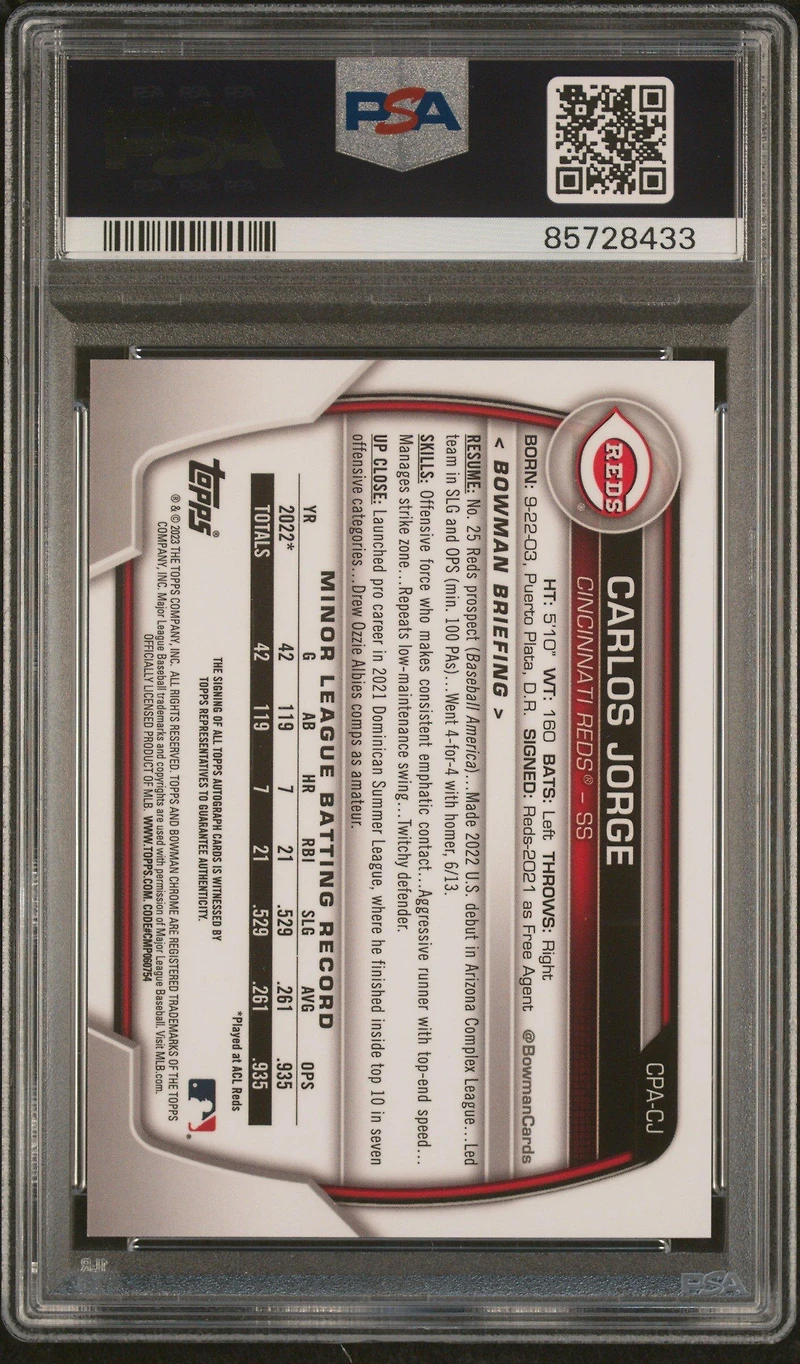 PSA
85728433
CPA-CJ
REDS
CARLOS JORGE
CINCINNATI REDS® – SS
HT: 5'10" WT: 160 BATS: Left THROWS: Right
BORN: 9-22-03, Puerto Plata, D.R. SIGNED: Reds-2021 as Free Agent @BowmanCards
< BOWMAN BRIEFING >
RESUME: No. 25 Reds prospect (Baseball America)...Made 2022 U.S. debut in Arizona Complex League...Led
team in SLG and OPS (min. 100 PAs)...Went 4-for-4 with homer, 6/13.
SKILLS: Offensive force who makes consistent emphatic contact...Aggressive runner with top-end speed...
Manages strike zone...Repeats low-maintenance swing...Twitchy defender.
UP CLOSE: Launched pro career in 2021 Dominican Summer League, where he finished inside top 10 in seven
offensive categories...Drew Ozzie Albies comps as amateur.
MINOR LEAGUE BATTING RECORD
YR G AB HR RBI SLG AVG OPS
2022* 42 119 7 21 .529 .261 .935
TOTALS 42 119 7 21 .529 .261 .935
*Played at ACL Reds
THE SIGNING OF ALL TOPPS AUTOGRAPH CARDS IS WITNESSED BY
TOPPS REPRESENTATIVES TO GUARANTEE AUTHENTICITY.
topps®
® & © 2023 THE TOPPS COMPANY, INC. ALL RIGHTS RESERVED. TOPPS AND BOWMAN CHROME ARE REGISTERED TRADEMARKS OF THE TOPPS
COMPANY, INC. Major League Baseball trademarks and copyrights are used with permission of Major League Baseball. Visit MLB.com.
OFFICIALLY LICENSED PRODUCT OF MLB. WWW.TOPPS.COM. CODE#CMP060754
PSA